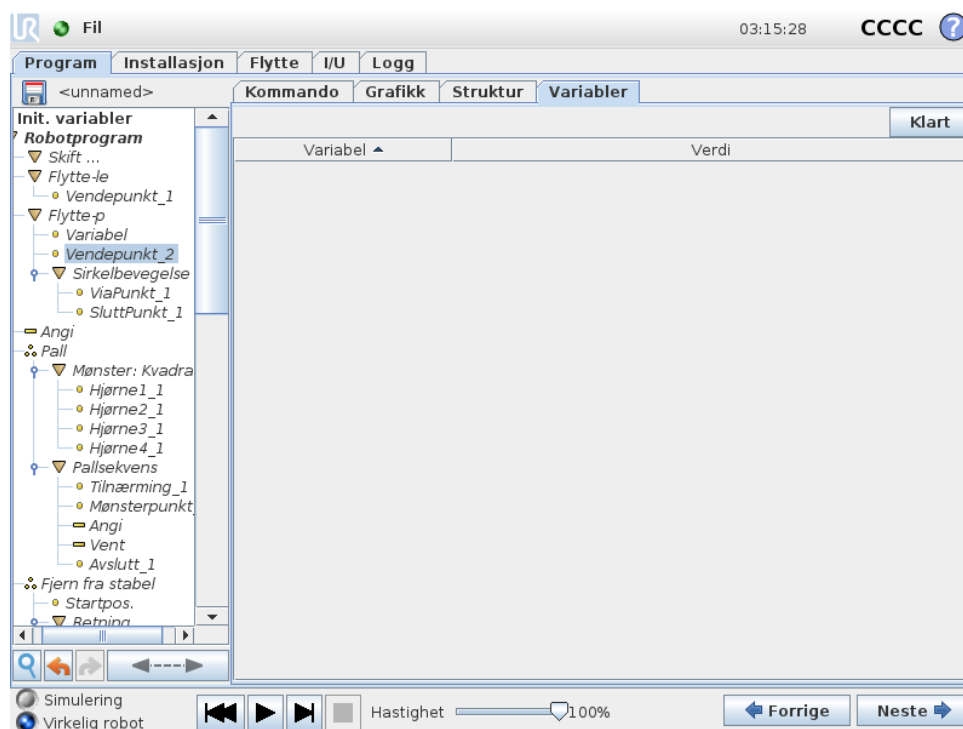 UR Fil 03:15:28 CCCC ?
Program Installasjon Flytte I/U Logg
<unnamed> Kommando Grafikk Struktur Variabler
Klart
Variabel Verdi
Init. variabler
Robotprogram
Skift ...
Flytte-le
Vendepunkt_1
Flytte-p
Variabel
Vendepunkt_2
Sirkelbevegelse
ViaPunkt_1
SluttPunkt_1
Angi
Pall
Mønster: Kvadra
Hjørne1_1
Hjørne2_1
Hjørne3_1
Hjørne4_1
Pallsekvens
Tilnærming_1
Mønsterpunkt_
Angi
Vent
Avslutt_1
Fjern fra stabel
Startpos.
Retning
Simulering
Virkelig robot
Hastighet 100%
Forrige Neste